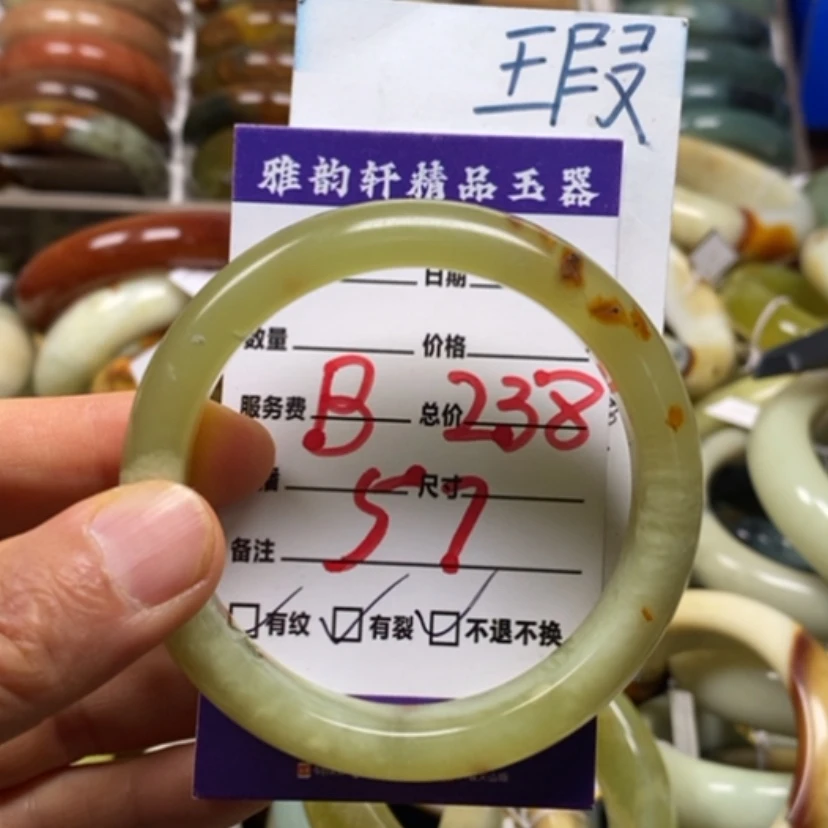 瑕
雅韵轩精品玉器
日期
数量 价格
服务费 B 总价 238
尺寸
57
备注
有纹 有裂 不退不换